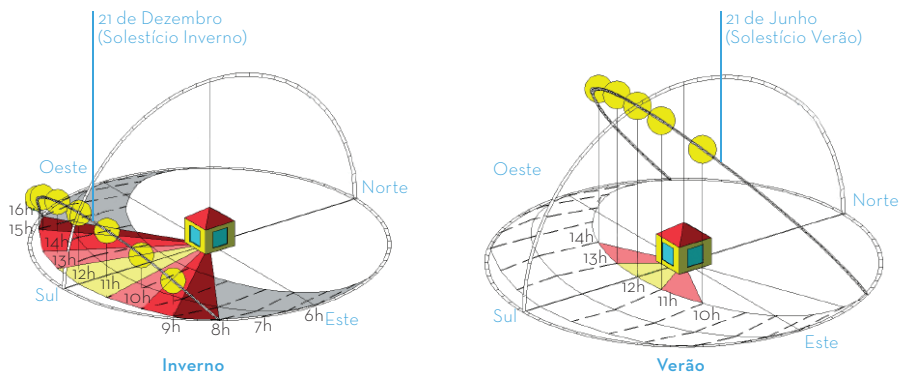 21 de Dezembro
(Solestício Inverno)
Oeste
Norte
16h
15h
14h
13h
12h
11h
10h
9h
8h
7h
6h
Sul
Este
Inverno
21 de Junho
(Solestício Verão)
Oeste
Norte
14h
13h
12h
11h
10h
Sul
Este
Verão